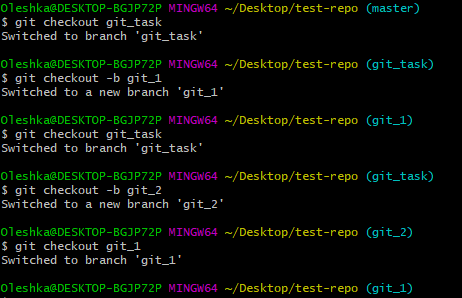 Oleshka@DESKTOP-BGJP72P MINGW64 ~/Desktop/test-repo (master)
$ git checkout git_task
Switched to branch 'git_task'
Oleshka@DESKTOP-BGJP72P MINGW64 ~/Desktop/test-repo (git_task)
$ git checkout -b git_1
Switched to a new branch 'git_1'
Oleshka@DESKTOP-BGJP72P MINGW64 ~/Desktop/test-repo (git_1)
$ git checkout git_task
Switched to branch 'git_task'
Oleshka@DESKTOP-BGJP72P MINGW64 ~/Desktop/test-repo (git_task)
$ git checkout -b git_2
Switched to a new branch 'git_2'
Oleshka@DESKTOP-BGJP72P MINGW64 ~/Desktop/test-repo (git_2)
$ git checkout git_1
Switched to branch 'git_1'
Oleshka@DESKTOP-BGJP72P MINGW64 ~/Desktop/test-repo (git_1)